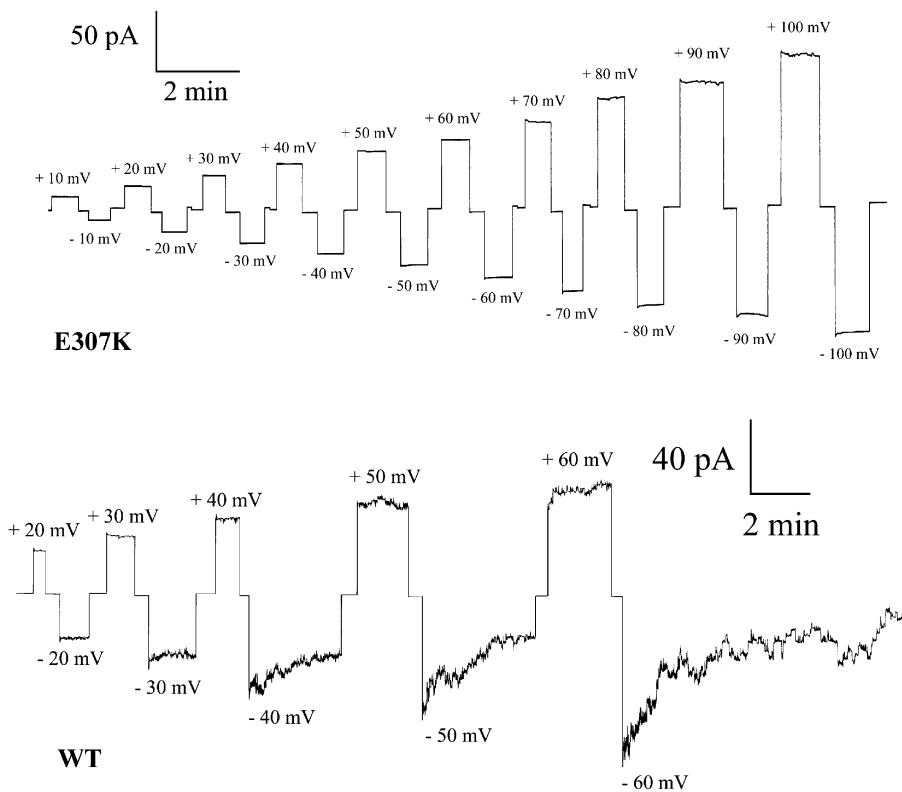 50 pA
2 min
+ 10 mV
+ 20 mV
+ 30 mV
+ 40 mV
+ 50 mV
+ 60 mV
+ 70 mV
+ 80 mV
+ 90 mV
+ 100 mV
- 10 mV
- 20 mV
- 30 mV
- 40 mV
- 50 mV
- 60 mV
- 70 mV
- 80 mV
- 90 mV
- 100 mV
E307K
40 pA
2 min
+ 20 mV
+ 30 mV
+ 40 mV
+ 50 mV
+ 60 mV
- 20 mV
- 30 mV
- 40 mV
- 50 mV
- 60 mV
WT